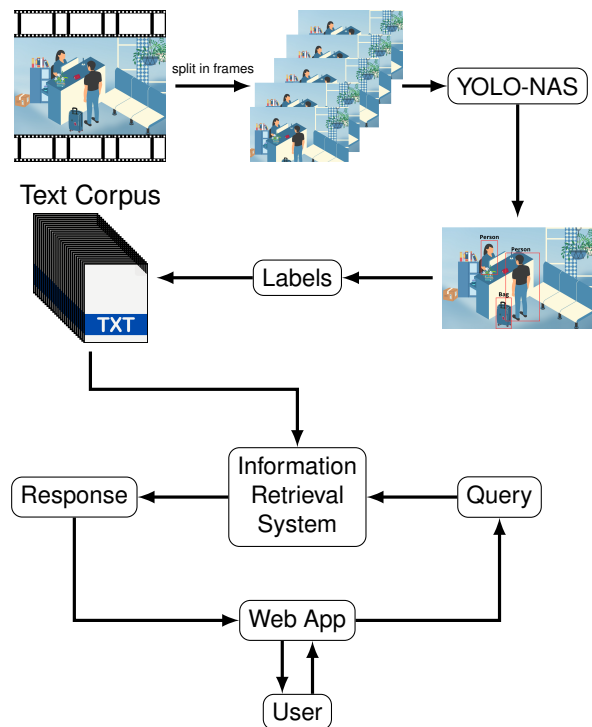 split in frames
YOLO-NAS
Text Corpus
Person
Person
Bag
Labels
TXT
Information
Retrieval
System
Response
Query
Web App
User